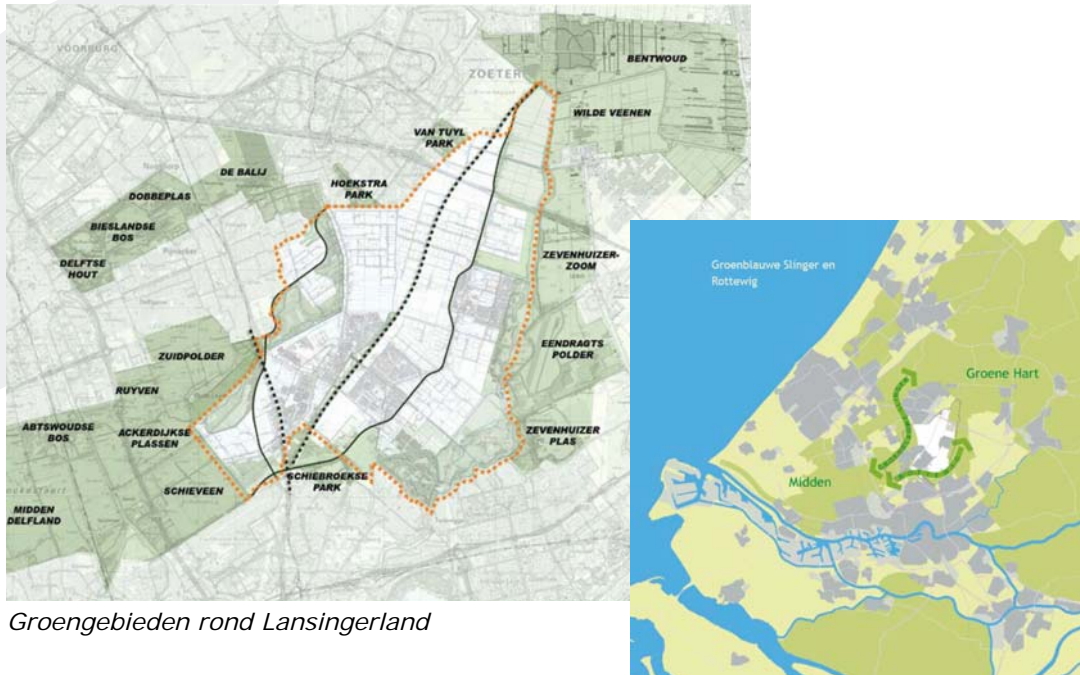 VOORBURG
ZOETER
BENTWOUD
WILDE VEENEN
VAN TUYL
PARK
DE BALIJ
HOEKSTRA
PARK
DOBBEPLAS
BIESLANDSE
BOS
DELFTSE
HOUT
ZEVENHUIZER-
ZOOM
ZUIDPOLDER
EENDRAGTS
POLDER
RUYVEN
ABTSWOUDSE
BOS
ACKERDIJKSE
PLASSEN
ZEVENHUIZER
PLAS
SCHIEVEEN
SCHIEBROEKSE
PARK
MIDDEN
DELFLAND
Groenblauwe Slinger en
Rottewig
Groene Hart
Midden
Groengebieden rond Lansingerland